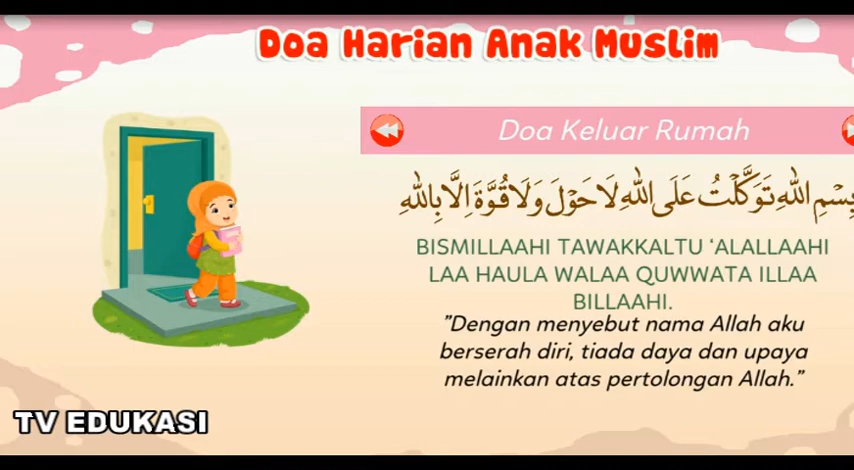 Doa Harian Anak Muslim
Doa Keluar Rumah
بِسْمِ اللهِ تَوَكَّلْتُ عَلَى اللهِ لَا حَوْلَ وَلَا قُوَّةَ اِلَّا بِاللهِ
BISMILLAAHI TAWAKKALTU ‘ALALLAAHI
LAA HAULA WALAA QUWWATA ILLAA
BILLAAHI.
”Dengan menyebut nama Allah aku
berserah diri, tiada daya dan upaya
melainkan atas pertolongan Allah.”
TV EDUKASI